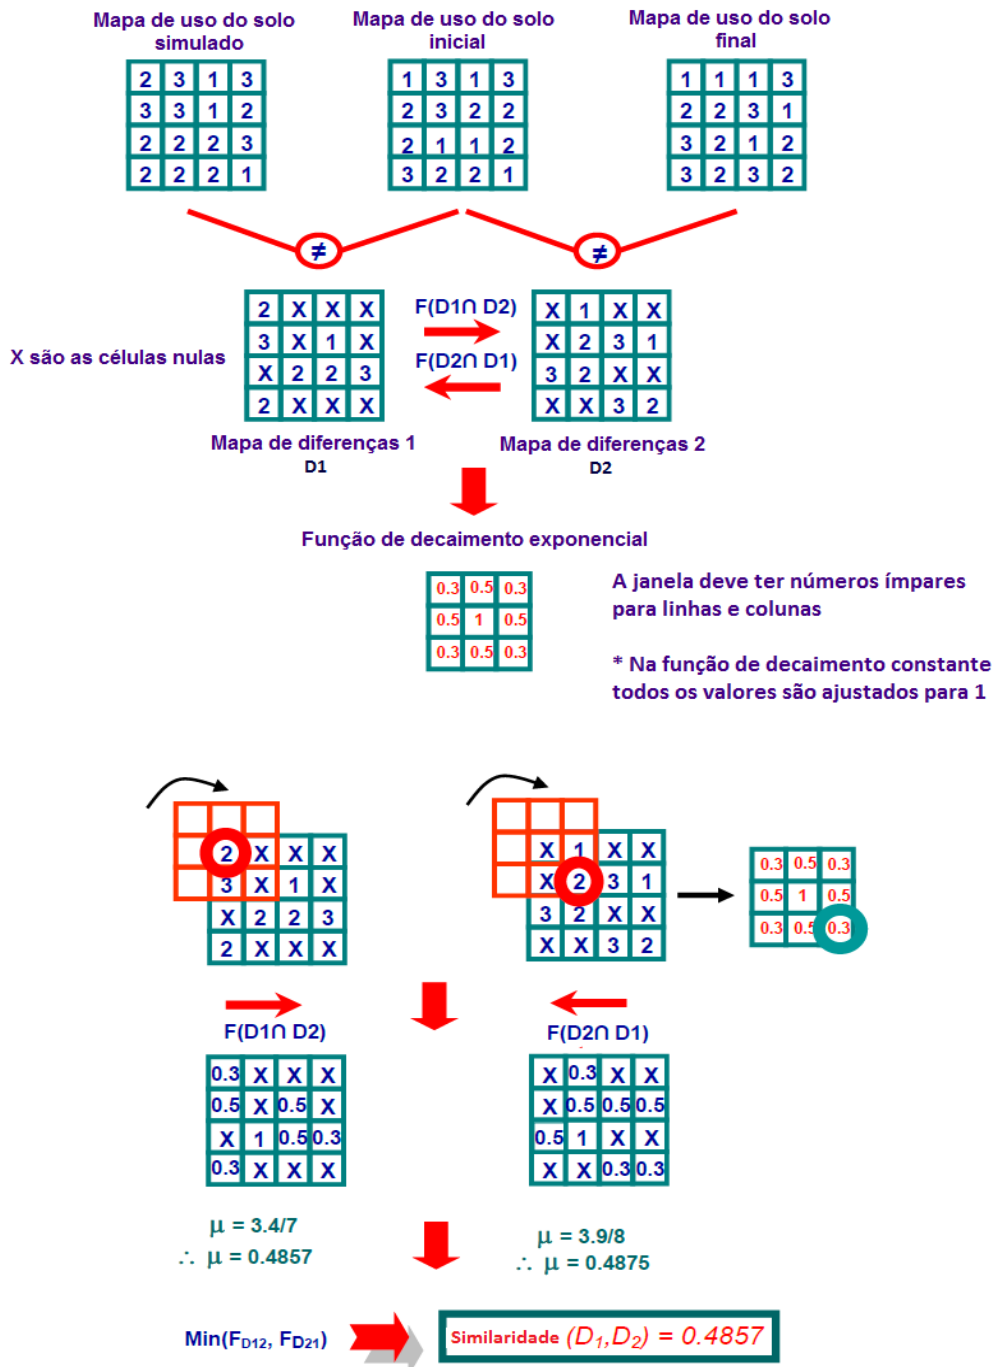 Mapa de uso do solo simulado
Mapa de uso do solo inicial
Mapa de uso do solo final
2 3 1 3
3 3 1 2
2 2 2 3
2 2 2 1
1 3 1 3
2 3 2 2
2 1 1 2
3 2 2 1
1 1 1 3
2 2 3 1
3 2 1 2
3 2 3 2
≠
≠
X são as células nulas
2 X X X
3 X 1 X
X 2 2 3
2 X X X
F(D1∩ D2)
F(D2∩ D1)
X 1 X X
X 2 3 1
3 2 X X
X X 3 2
Mapa de diferenças 1
D1
Mapa de diferenças 2
D2
Função de decaimento exponencial
0.3 0.5 0.3
0.5 1 0.5
0.3 0.5 0.3
A janela deve ter números ímpares
para linhas e colunas
* Na função de decaimento constante
todos os valores são ajustados para 1
2 X X X
3 X 1 X
X 2 2 3
2 X X X
X 1 X X
X 2 3 1
3 2 X X
X X 3 2
0.3 0.5 0.3
0.5 1 0.5
0.3 0.5 0.3
F(D1∩ D2)
F(D2∩ D1)
0.3 X X X
0.5 X 0.5 X
X 1 0.5 0.3
0.3 X X X
X 0.3 X X
X 0.5 0.5 0.5
0.5 1 X X
X X 0.3 0.3
μ = 3.4/7
∴ μ = 0.4857
μ = 3.9/8
∴ μ = 0.4875
Min(F_D12, F_D21)
Similaridade (D₁,D₂) = 0.4857